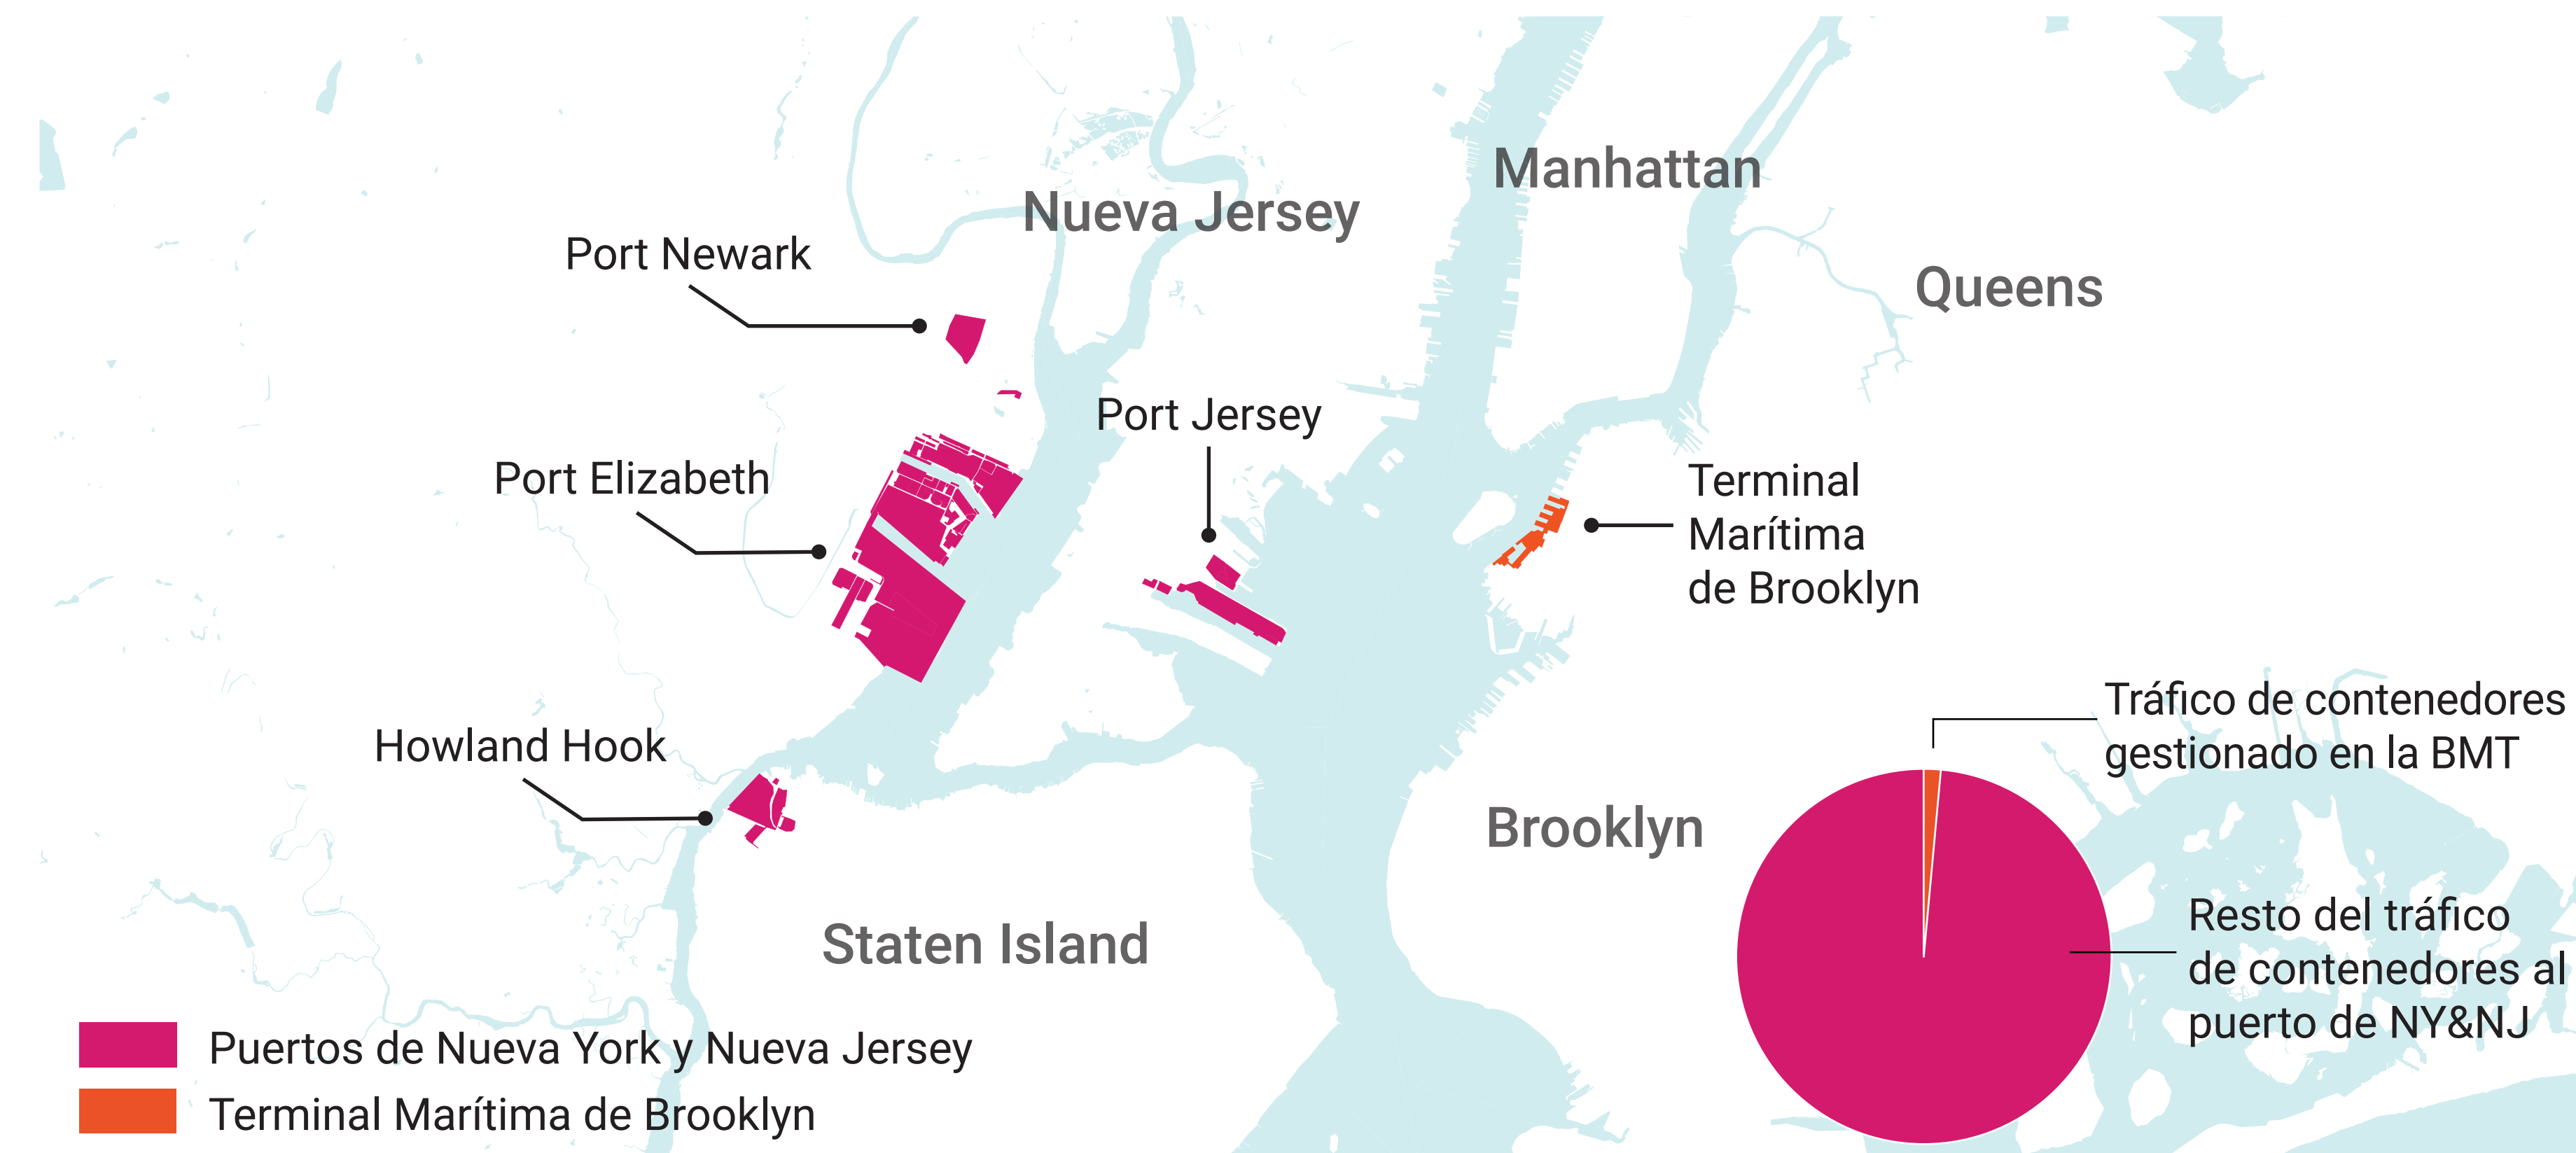 Manhattan
Nueva Jersey
Port Newark
Queens
Port Jersey
Port Elizabeth
Terminal
Marítima
de Brooklyn
Howland Hook
Tráfico de contenedores
gestionado en la BMT
Brooklyn
Staten Island
Resto del tráfico
de contenedores al
puerto de NY&NJ
Puertos de Nueva York y Nueva Jersey
Terminal Marítima de Brooklyn